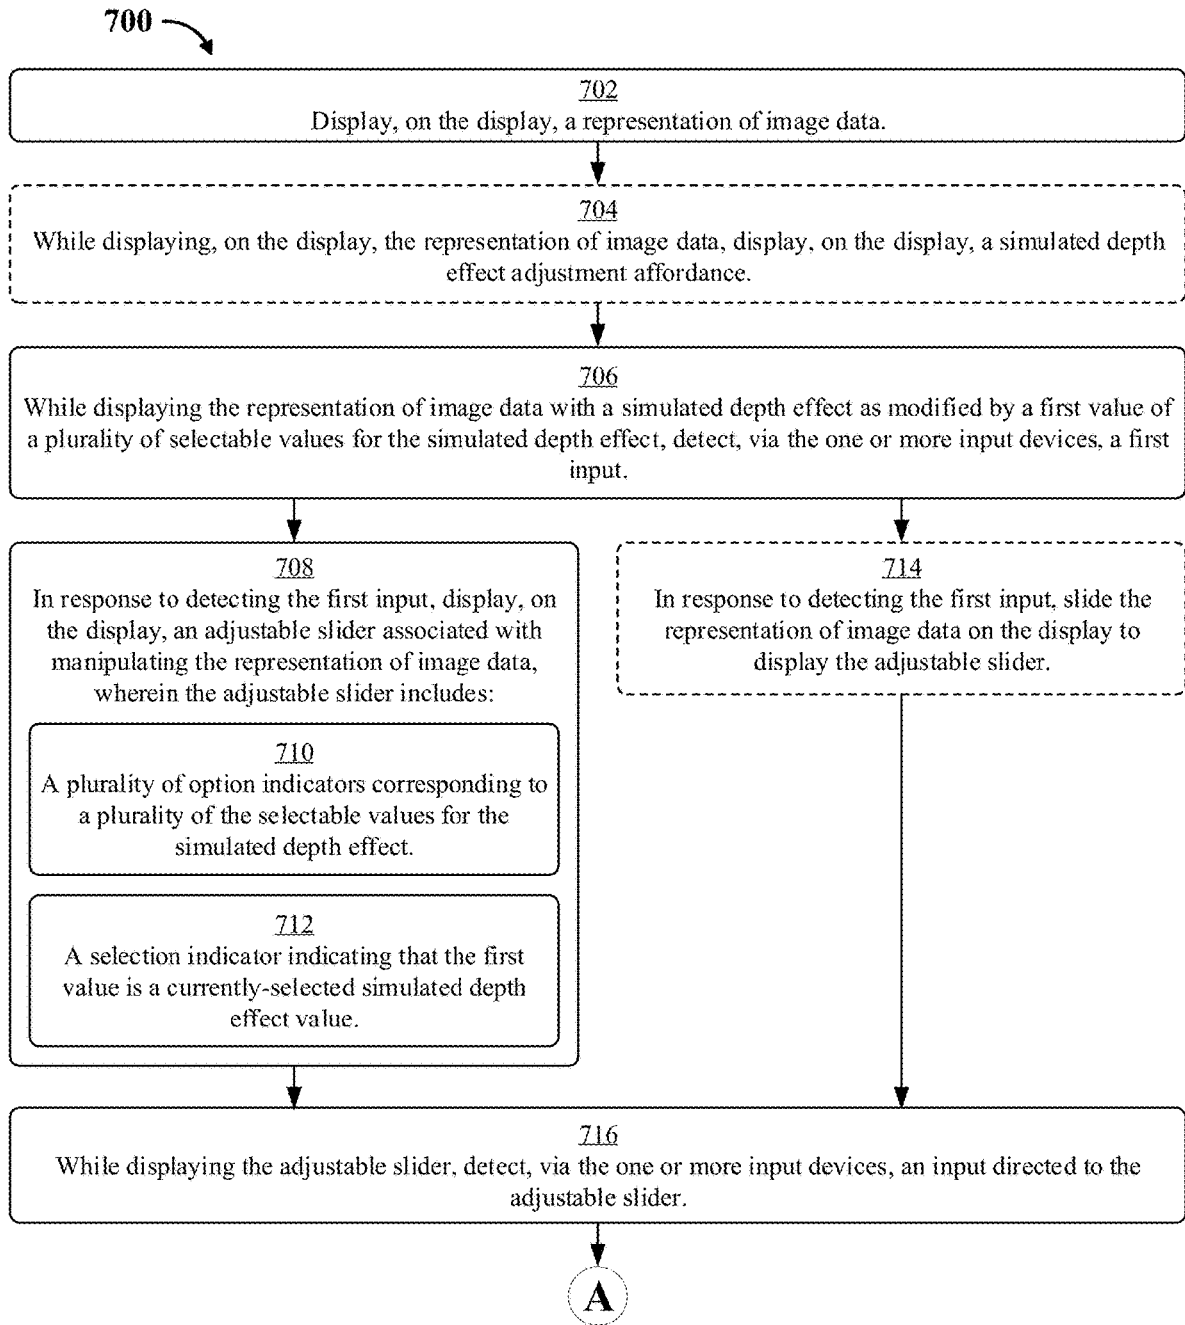 700
702
Display, on the display, a representation of image data.
704
While displaying, on the display, the representation of image data, display, on the display, a simulated depth
effect adjustment affordance.
706
While displaying the representation of image data with a simulated depth effect as modified by a first value of
a plurality of selectable values for the simulated depth effect, detect, via the one or more input devices, a first
input.
708
In response to detecting the first input, display, on
the display, an adjustable slider associated with
manipulating the representation of image data,
wherein the adjustable slider includes:
710
A plurality of option indicators corresponding to
a plurality of the selectable values for the
simulated depth effect.
712
A selection indicator indicating that the first
value is a currently-selected simulated depth
effect value.
714
In response to detecting the first input, slide the
representation of image data on the display to
display the adjustable slider.
716
While displaying the adjustable slider, detect, via the one or more input devices, an input directed to the
adjustable slider.
A